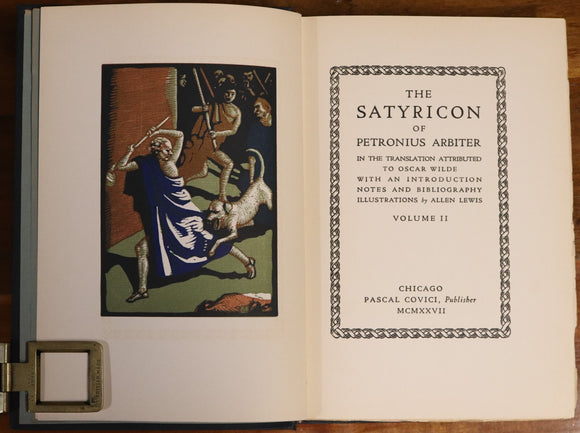 THE
SATYRICON
OF
PETRONIUS ARBITER
IN THE TRANSLATION ATTRIBUTED
TO OSCAR WILDE
WITH AN INTRODUCTION
NOTES AND BIBLIOGRAPHY
ILLUSTRATIONS by ALLEN LEWIS
VOLUME II
CHICAGO
PASCAL COVICI, Publisher
MCMXXVII